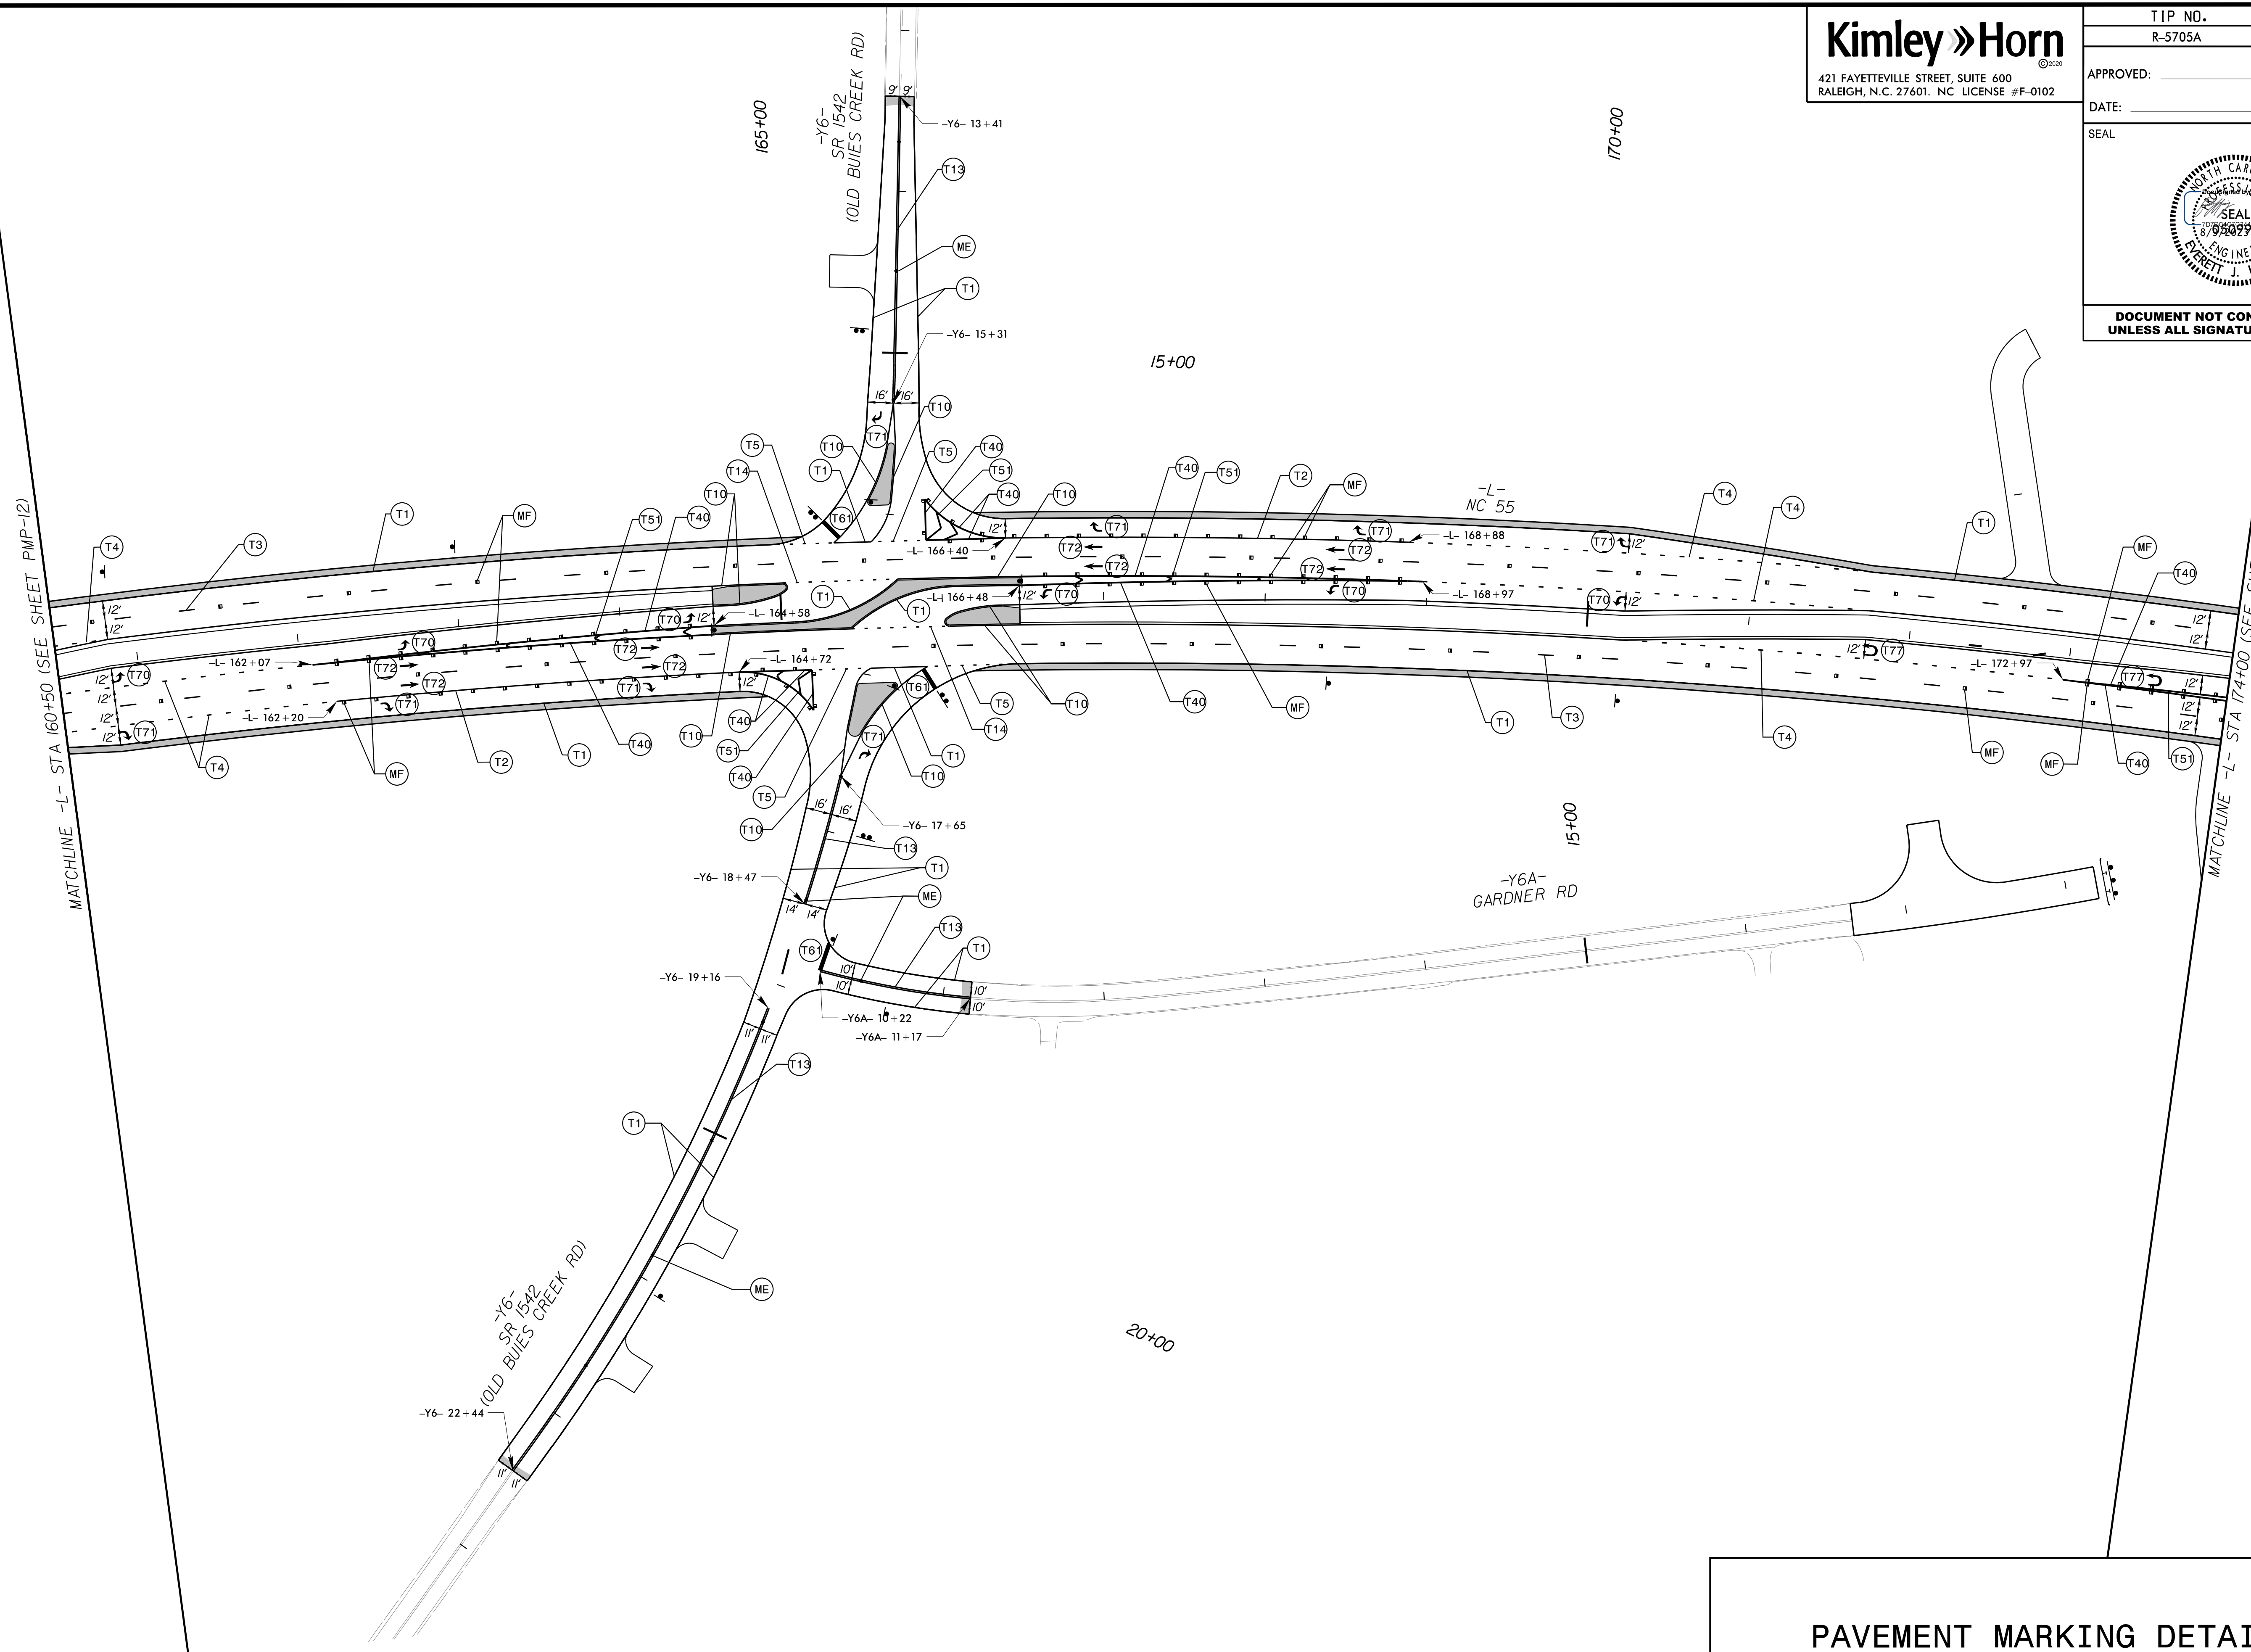 Kimley»Horn
©2020
421 FAYETTEVILLE STREET, SUITE 600
RALEIGH, N.C. 27601. NC LICENSE #F-0102
TIP NO.
R-5705A
APPROVED:
DATE:
SEAL
NORTH
SEAL
EVERETT J.
DOCUMENT NOT
UNLESS ALL
165+00
-Y6-
SR 1542
(OLD BUIES CREEK RD)
170+00
9' 9'
-Y6- 13+41
T13
ME
T1
-Y6- 15+31
15+00
16' 16'
T10
T71
T5
T10
T5
T40
T14
T1
T51
T10
T40
T10
T40
T51
T2
MF
-L-
NC 55
T4
T4
T1
MF
T51
T40
T61
12'
T71
T71
T71
12'
T1
T4
T3
MF
-L- 166+40
T72
T72
-L- 168+88
T40
T72
T72
12'
12'
T1
T1
-L- 166+48
12'
T70
T70
-L- 168+97
T70
12'
-L- 164+58
T70
12'
T70
T72
T72
T72
T72
-L- 162+07
-L- 164+72
12'
T77
-L- 172+97
T77
12'
12'
12'
12'
12'
12'
12'
T70
T71
T71
12'
T71
-L- 162+20
T61
T40
T10
T51
T40
T5
T10
T5
T14
T10
T1
T10
T71
T40
MF
T1
T3
T4
MF
MF
T40
T51
T4
MF
T2
T1
T40
MATCHLINE -L- STA 160+50 (SEE SHEET PMP-12)
MATCHLINE -L- STA 174+00 (SEE
16'
16'
-Y6- 17+65
T13
T1
-Y6- 18+47
ME
14'
14'
15+00
-Y6A-
GARDNER RD
T13
T1
T61
10'
10'
10'
10'
-Y6- 19+16
-Y6A- 10+22
-Y6A- 11+17
11'
11'
T13
T1
ME
-Y6-
SR 1542
(OLD BUIES CREEK RD)
20+00
-Y6- 22+44
11'
11'
PAVEMENT MARKING